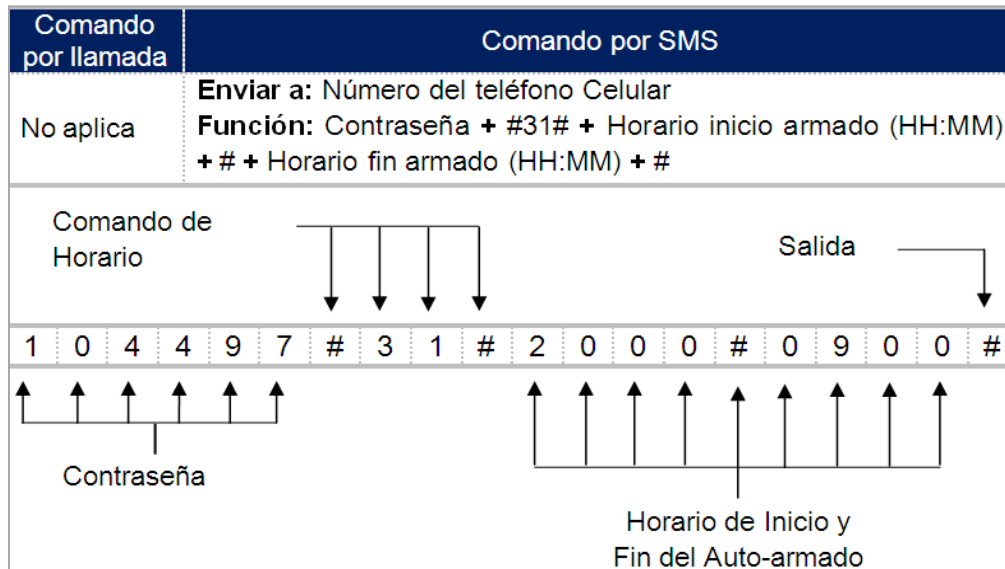 Comando
por llamada
Comando por SMS
No aplica
Enviar a: Número del teléfono Celular
Función: Contraseña + #31# + Horario inicio armado (HH:MM)
+ # + Horario fin armado (HH:MM) + #
Comando de
Horario
Salida
1 0 4 4 9 7 # 3 1 # 2 0 0 0 # 0 9 0 0 #
Contraseña
Horario de Inicio y
Fin del Auto-armado